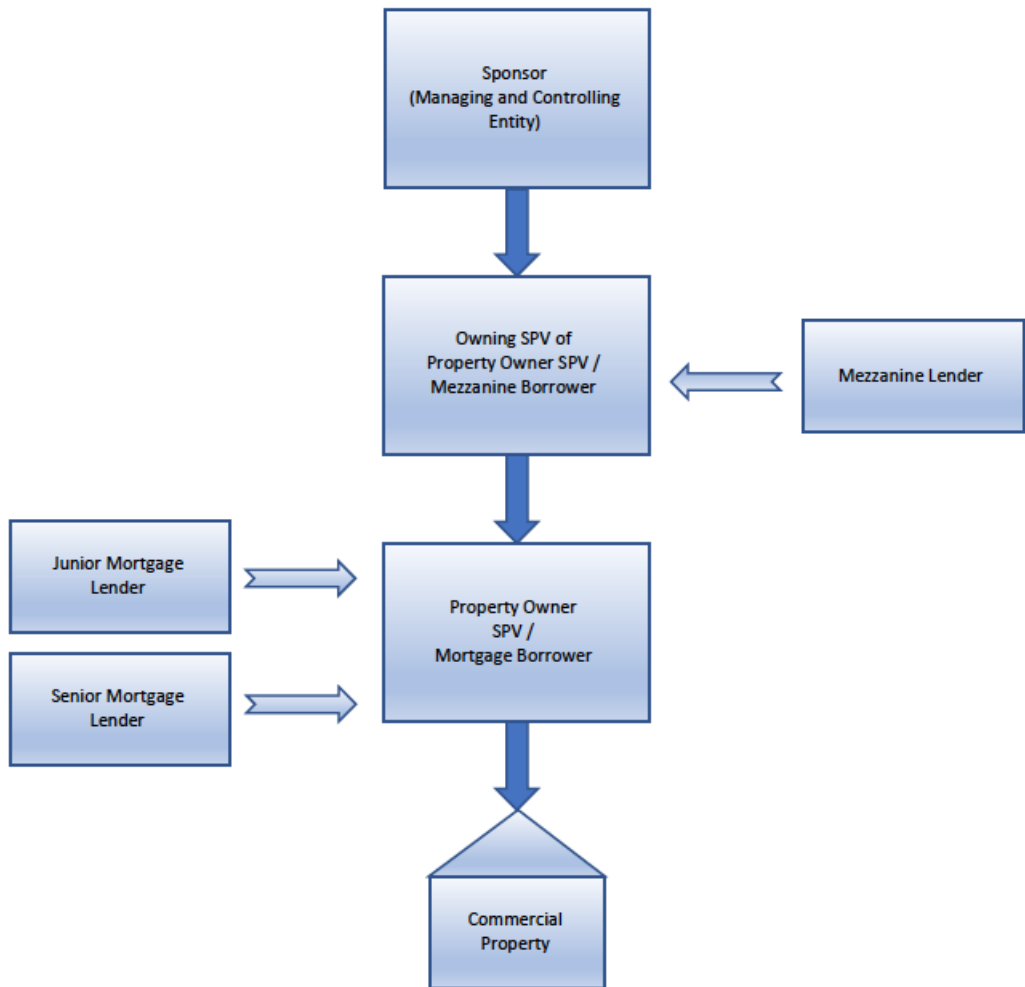 Sponsor
(Managing and Controlling
Entity)
Owning SPV of
Property Owner SPV /
Mezzanine Borrower
Mezzanine Lender
Junior Mortgage
Lender
Property Owner
SPV /
Mortgage Borrower
Senior Mortgage
Lender
Commercial
Property